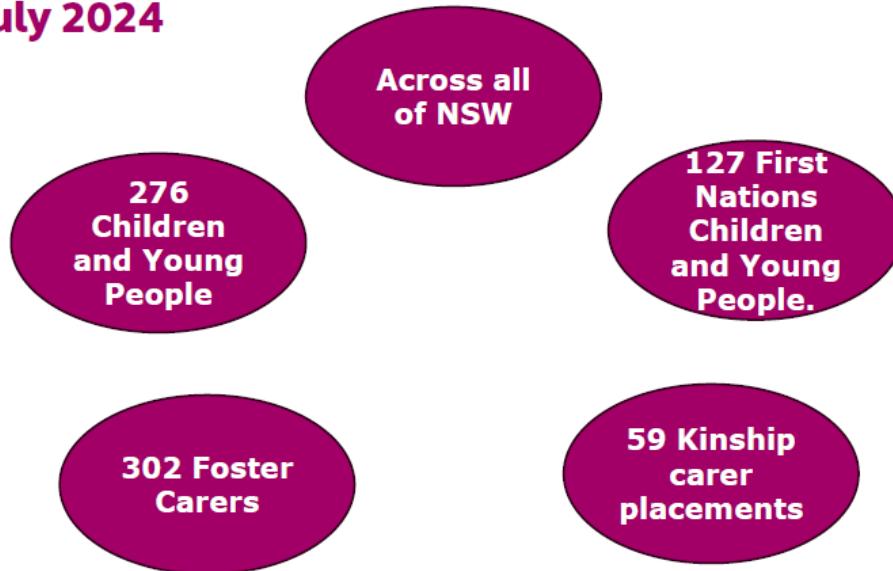 uly 2024
Across all
of NSW
276
Children
and Young
People
127 First
Nations
Children
and Young
People.
302 Foster
Carers
59 Kinship
carer
placements